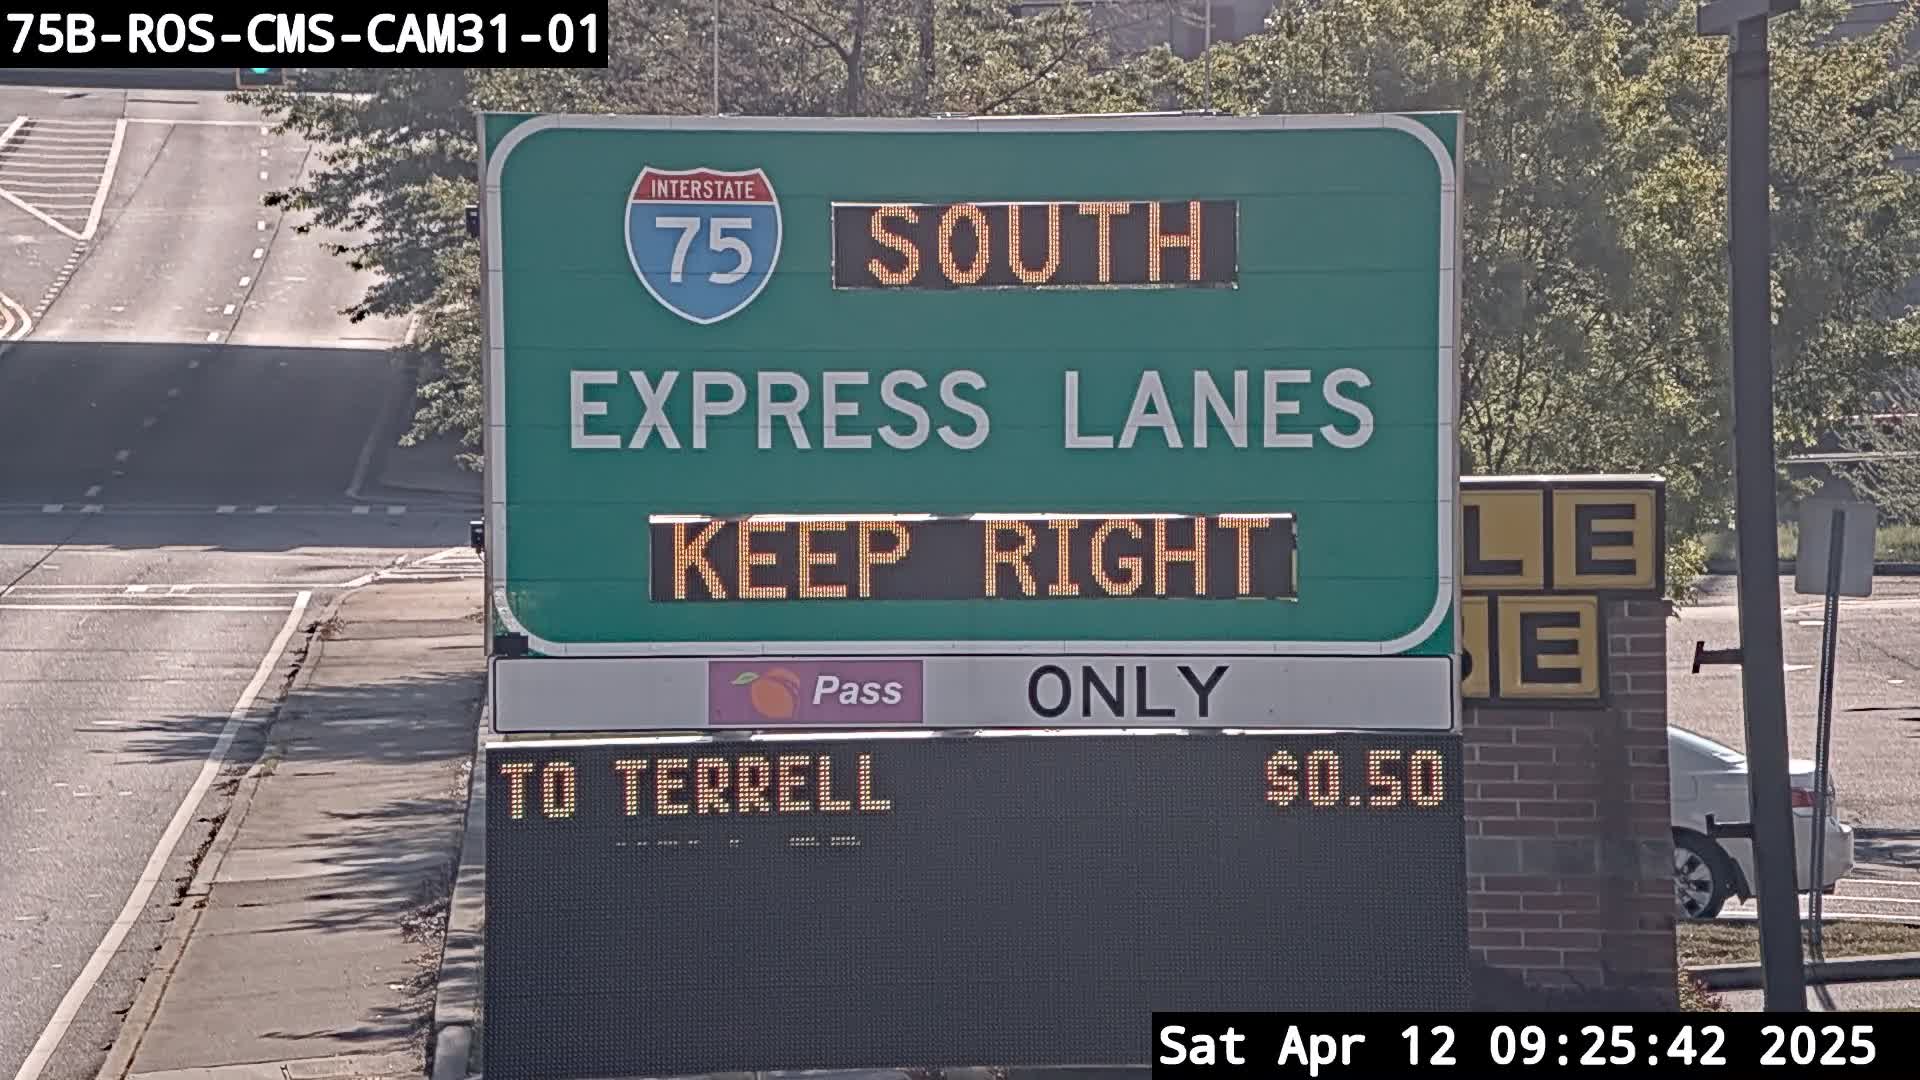 75B-ROS-CMS-CAM31-01
INTERSTATE
75
SOUTH
EXPRESS LANES
KEEP RIGHT
Pass ONLY
TO TERRELL $0.50
LE
E
Sat Apr 12 09:25:42 2025